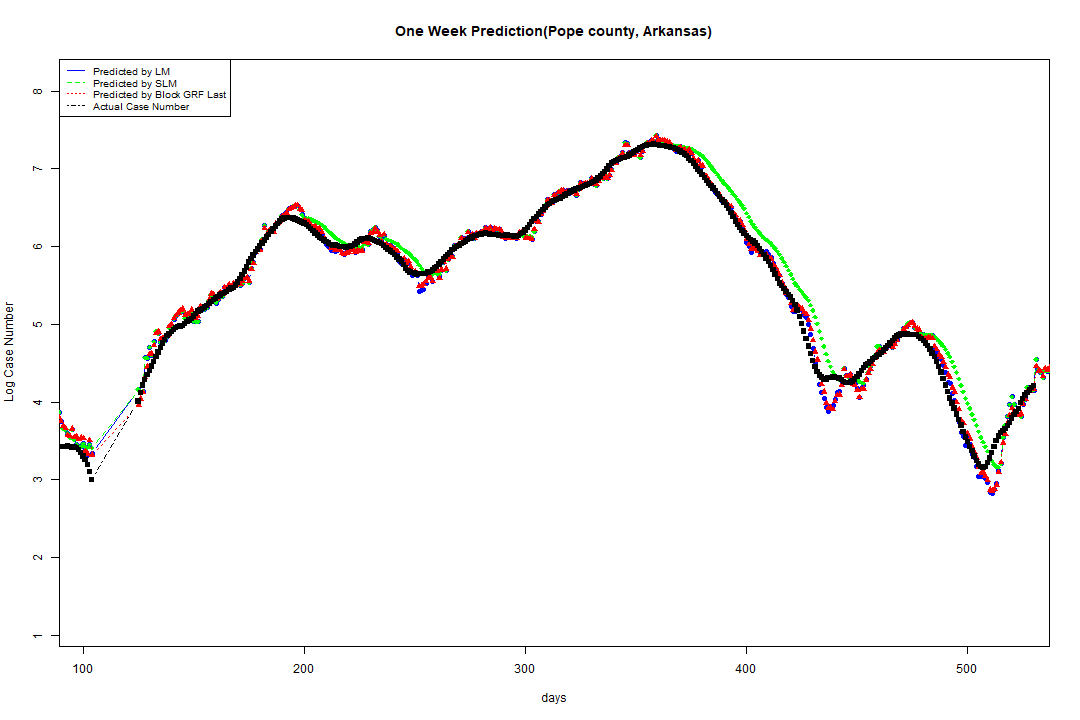 One Week Prediction(Pope county, Arkansas)
Predicted by LM
Predicted by SLM
Predicted by Block GRF Last
Actual Case Number
8
7
6
5
4
3
2
1
Log Case Number
100 200 300 400 500
days